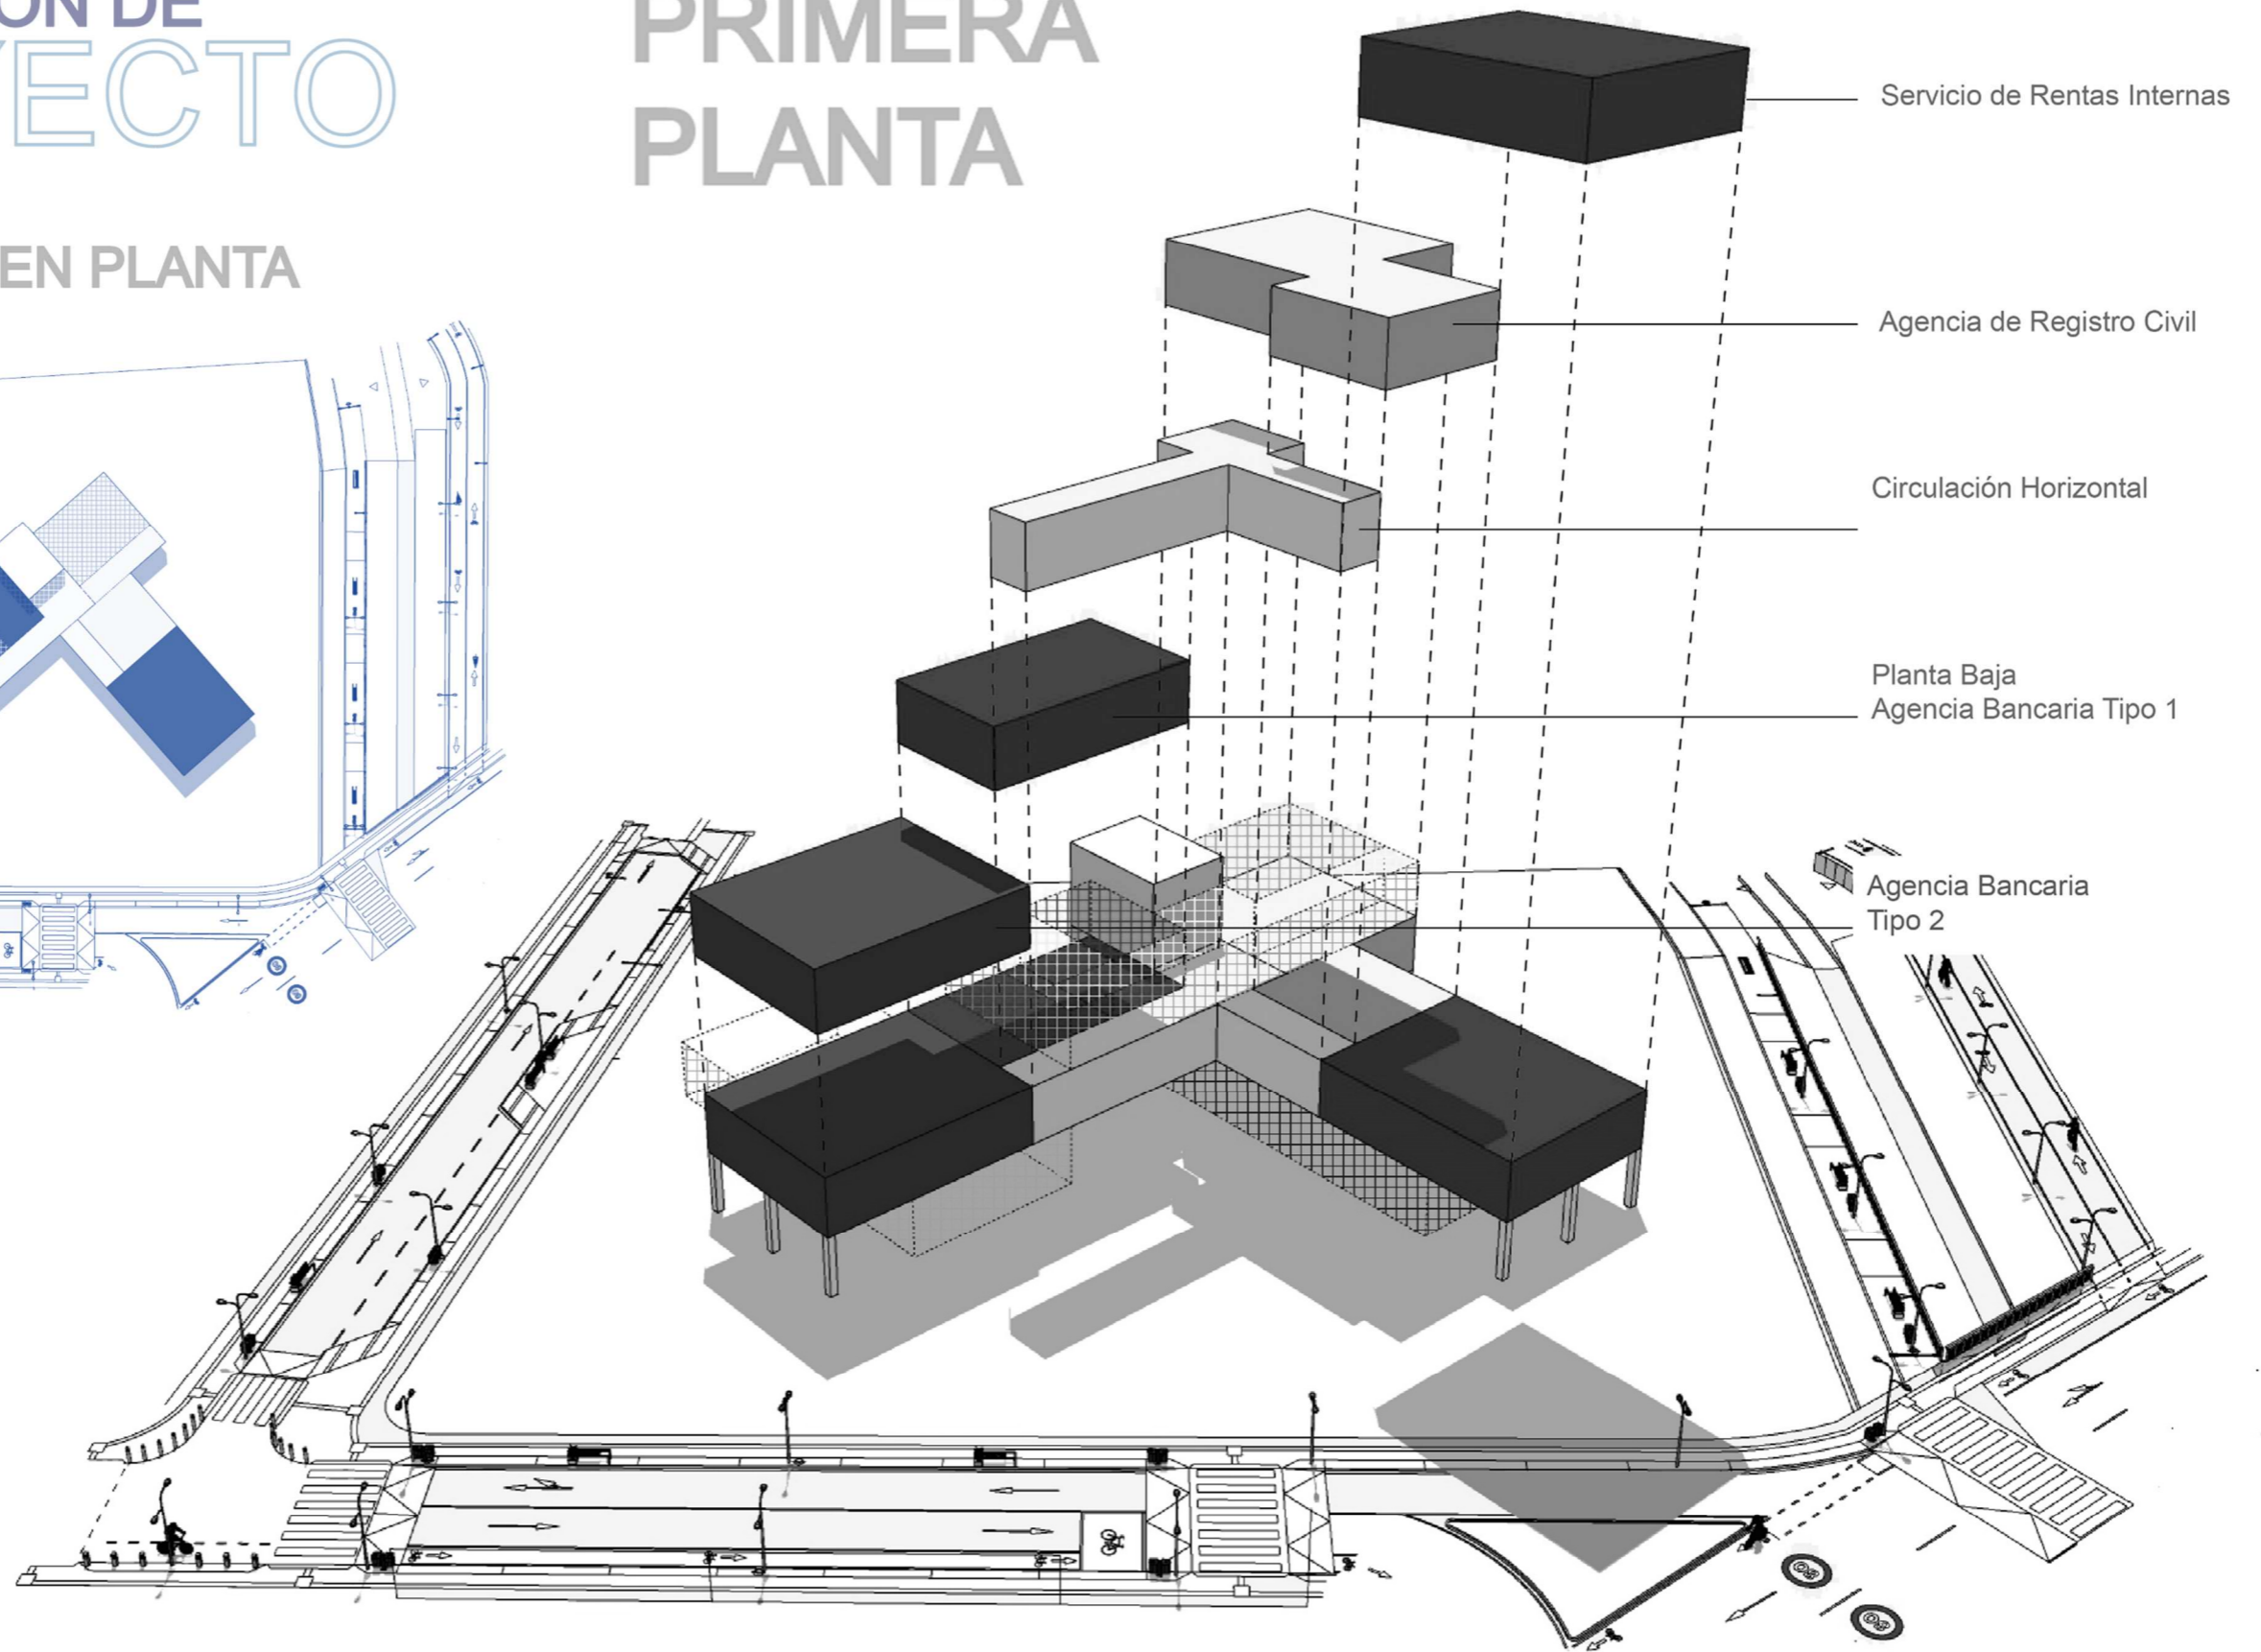 ÓN DE
YECTO
EN PLANTA
PRIMERA
PLANTA
Servicio de Rentas Internas
Agencia de Registro Civil
Circulación Horizontal
Planta Baja
Agencia Bancaria Tipo 1
Agencia Bancaria
Tipo 2